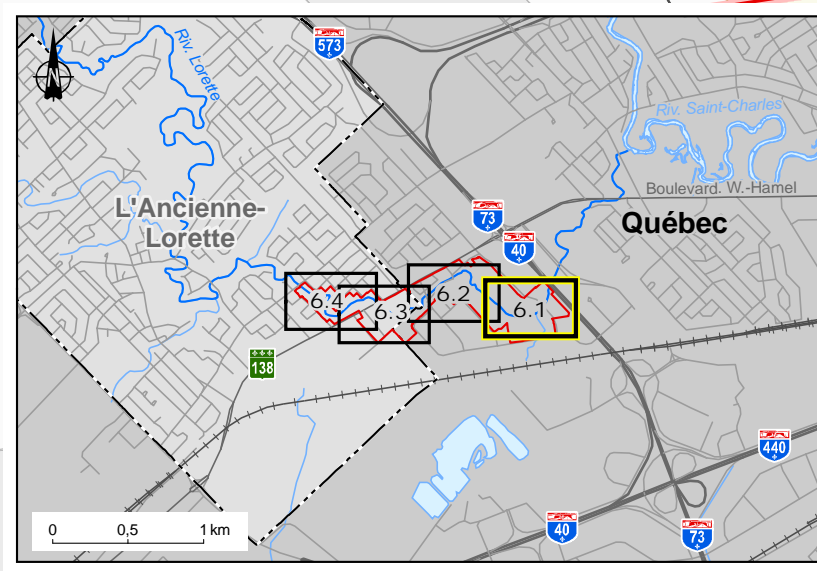 573
N
Riv. Lorette
Riv. Saint-Charles
Boulevard. W.-Hamel
L'Ancienne-
Lorette
73
Québec
40
6.4
6.3
6.2
6.1
138
440
40
73
0
0,5
1 km